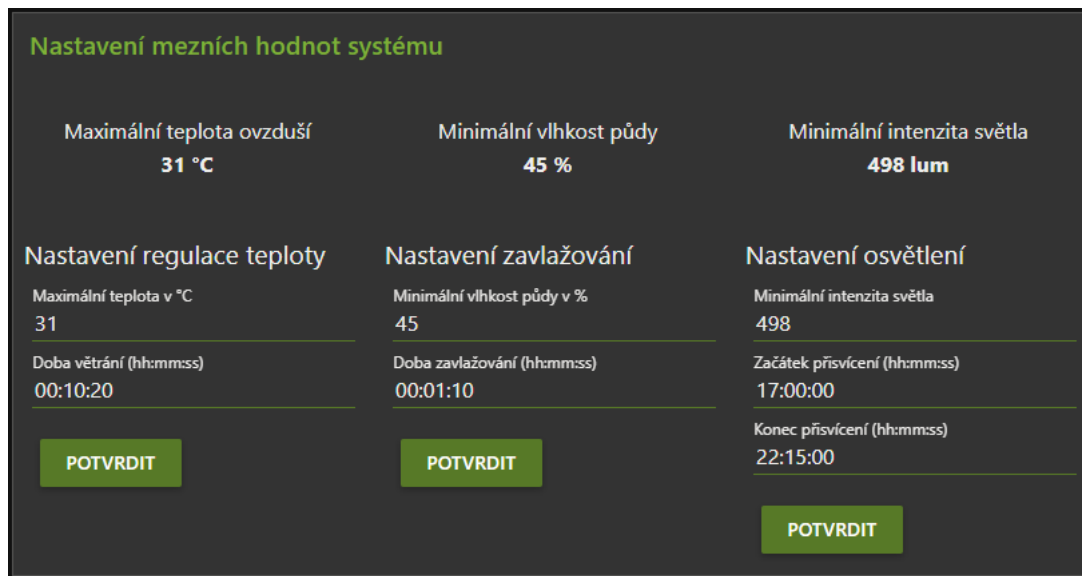 Nastavení mezních hodnot systému
Maximální teplota ovzduší
31 °C
Minimální vlhkost půdy
45 %
Minimální intenzita světla
498 lum
Nastavení regulace teploty
Maximální teplota v °C
31
Doba větrání (hh:mm:ss)
00:10:20
POTVRDIT
Nastavení zavlažování
Minimální vlhkost půdy v %
45
Doba zavlažování (hh:mm:ss)
00:01:10
POTVRDIT
Nastavení osvětlení
Minimální intenzita světla
498
Začátek přisvícení (hh:mm:ss)
17:00:00
Konec přisvícení (hh:mm:ss)
22:15:00
POTVRDIT